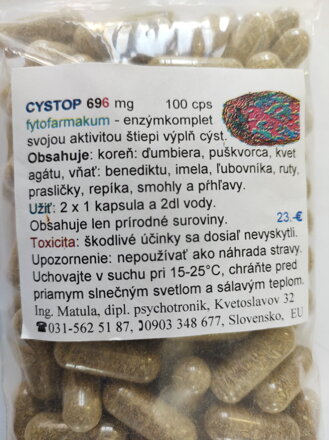 CYSTOP 696 mg 100 cps
fytofarmakum - enzýmkomplet
svojou aktivitou štiepi výplň cýst.
Obsahuje: koreň: ďumbiera, puškvorca, kvet
agátu, vňať: benediktu, imela, ľubovníka, ruty,
prasličky, repíka, smohly a pŕhľavy.
Užiť: 2 x 1 kapsula a 2dl vody.
Obsahuje len prírodné suroviny. 23.-€
Toxicita: škodlivé účinky sa dosiaľ nevyskytli.
Upozornenie: nepoužívať ako náhrada stravy.
Uchovajte v suchu pri 15-25°C, chráňte pred
priamym slnečným svetlom a sálavým teplom.
Ing. Matula, dipl. psychotronik, Kvetoslavov 32
☎031-562 51 87, 0903 348 677, Slovensko, EU